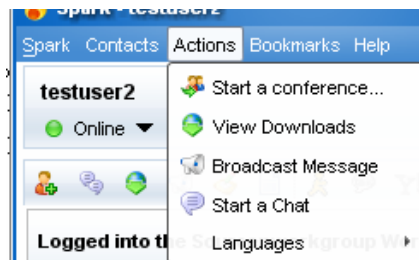 Spark - testuser2
Spark Contacts Actions Bookmarks Help
testuser2
Online
Start a conference...
View Downloads
Broadcast Message
Start a Chat
Languages
Logged into th